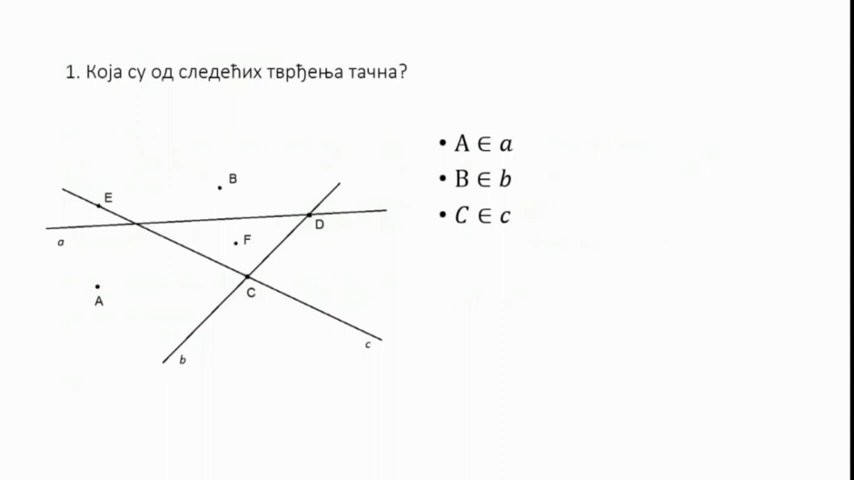 1. Која су од следећих тврђења тачна?
• A ∈ a
• B ∈ b
• C ∈ c
B
E
D
a
F
C
A
c
b